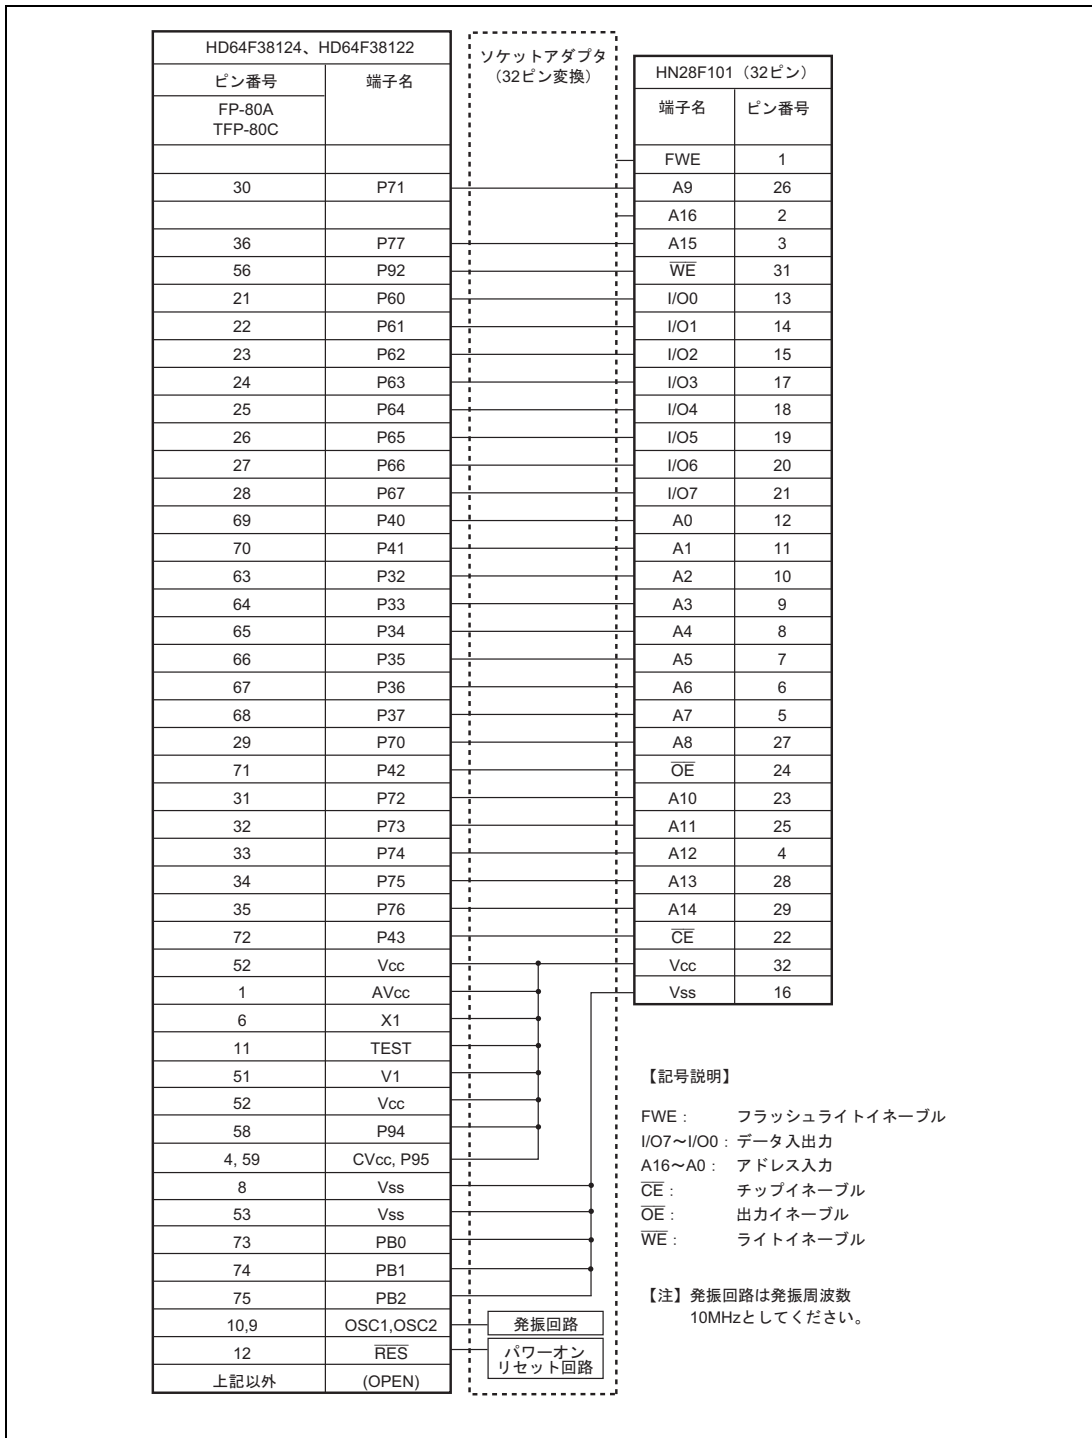 HD64F38124、HD64F38122
ピン番号 端子名
FP-80A
TFP-80C
ソケットアダプタ
（32ピン変換）
HN28F101（32ピン）
端子名 ピン番号
FWE 1
30 P71 A9 26
A16 2
36 P77 A15 3
56 P92 WE 31
21 P60 I/O0 13
22 P61 I/O1 14
23 P62 I/O2 15
24 P63 I/O3 17
25 P64 I/O4 18
26 P65 I/O5 19
27 P66 I/O6 20
28 P67 I/O7 21
69 P40 A0 12
70 P41 A1 11
63 P32 A2 10
64 P33 A3 9
65 P34 A4 8
66 P35 A5 7
67 P36 A6 6
68 P37 A7 5
29 P70 A8 27
71 P42 OE 24
31 P72 A10 23
32 P73 A11 25
33 P74 A12 4
34 P75 A13 28
35 P76 A14 29
72 P43 CE 22
52 Vcc Vcc 32
1 AVcc Vss 16
6 X1
11 TEST
51 V1
52 Vcc
58 P94
4, 59 CVcc, P95
8 Vss
53 Vss
73 PB0
74 PB1
75 PB2
10,9 OSC1,OSC2 発振回路
12 RES パワーオン
リセット回路
上記以外 (OPEN)
【記号説明】
FWE： フラッシュライトイネーブル
I/O7～I/O0： データ入出力
A16～A0： アドレス入力
CE： チップイネーブル
OE： 出力イネーブル
WE： ライトイネーブル
【注】発振回路は発振周波数
10MHzとしてください。